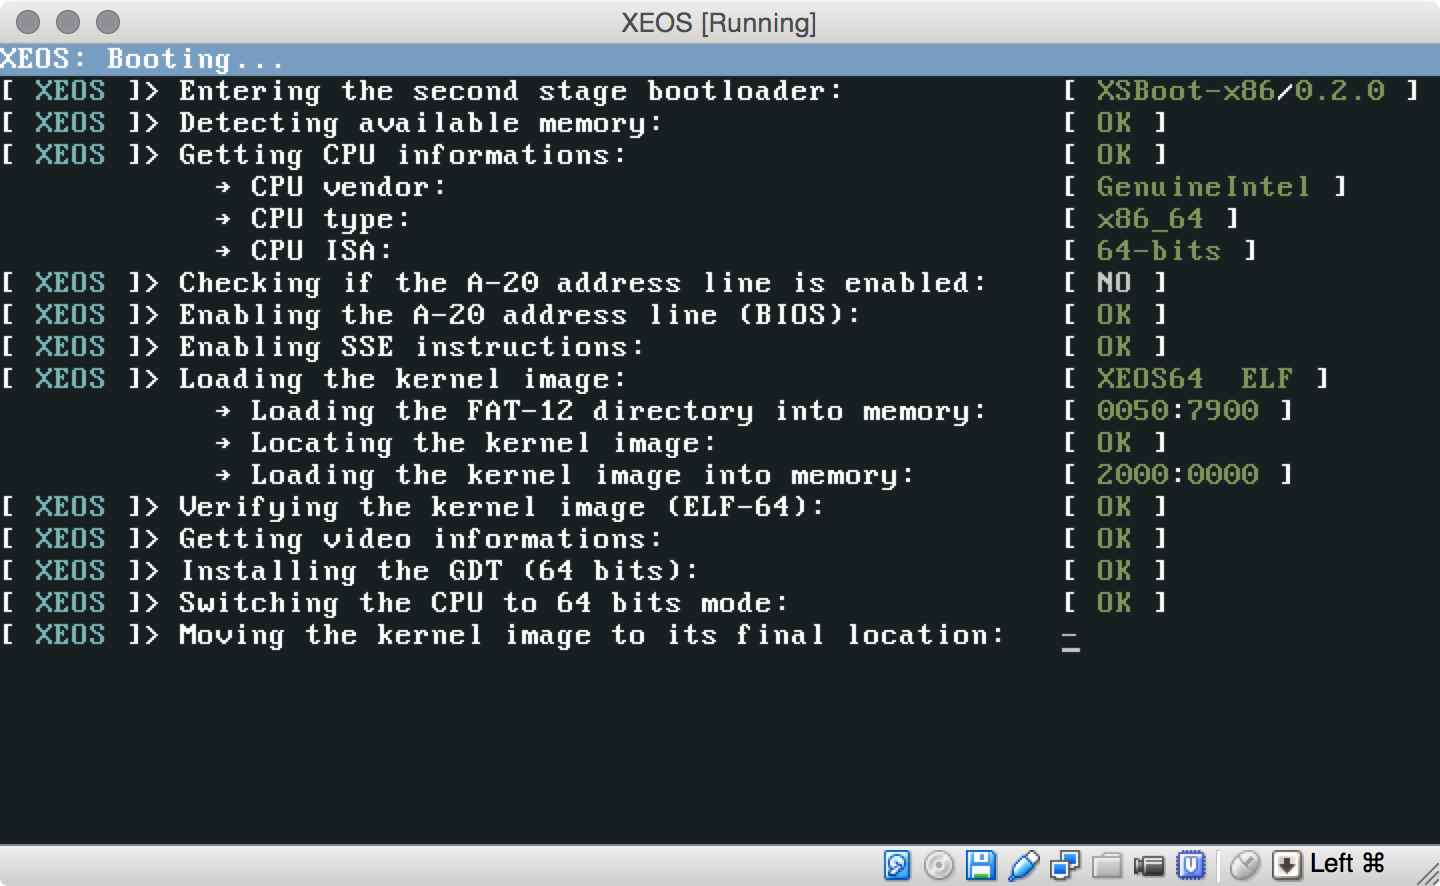 XEOS [Running]
XEOS: Booting...
[ XEOS ]> Entering the second stage bootloader: [ XSBoot-x86/0.2.0 ]
[ XEOS ]> Detecting available memory: [ OK ]
[ XEOS ]> Getting CPU informations: [ OK ]
→ CPU vendor: [ GenuineIntel ]
→ CPU type: [ x86_64 ]
→ CPU ISA: [ 64-bits ]
[ XEOS ]> Checking if the A-20 address line is enabled: [ NO ]
[ XEOS ]> Enabling the A-20 address line (BIOS): [ OK ]
[ XEOS ]> Enabling SSE instructions: [ OK ]
[ XEOS ]> Loading the kernel image: [ XEOS64  ELF ]
→ Loading the FAT-12 directory into memory: [ 0050:7900 ]
→ Locating the kernel image: [ OK ]
→ Loading the kernel image into memory: [ 2000:0000 ]
[ XEOS ]> Verifying the kernel image (ELF-64): [ OK ]
[ XEOS ]> Getting video informations: [ OK ]
[ XEOS ]> Installing the GDT (64 bits): [ OK ]
[ XEOS ]> Switching the CPU to 64 bits mode: [ OK ]
[ XEOS ]> Moving the kernel image to its final location:
Left ⌘